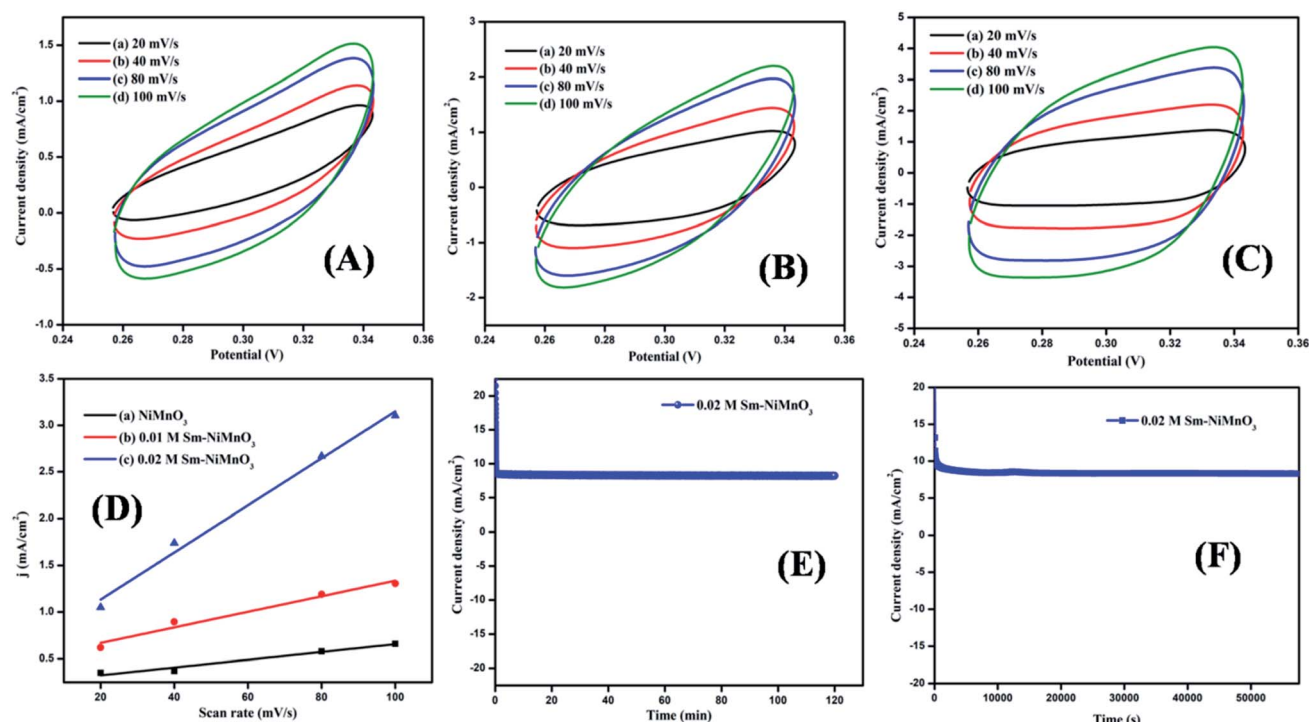 (a) 20 mV/s
(b) 40 mV/s
(c) 80 mV/s
(d) 100 mV/s
1.5
1.0
0.5
0.0
-0.5
-1.0
Current density (mA/cm²)
0.24 0.26 0.28 0.30 0.32 0.34 0.36
Potential (V)
(A)
(a) 20 mV/s
(b) 40 mV/s
(c) 80 mV/s
(d) 100 mV/s
3
2
1
0
-1
-2
Current density (mA/cm²)
0.24 0.26 0.28 0.30 0.32 0.34 0.36
Potential (V)
(B)
(a) 20 mV/s
(b) 40 mV/s
(c) 80 mV/s
(d) 100 mV/s
5
4
3
2
1
0
-1
-2
-3
-4
-5
Current density (mA/cm²)
0.24 0.26 0.28 0.30 0.32 0.34 0.36
Potential (V)
(C)
(a) NiMnO₃
(b) 0.01 M Sm-NiMnO₃
(c) 0.02 M Sm-NiMnO₃
3.5
3.0
2.5
2.0
1.5
1.0
0.5
j (mA/cm²)
20 40 60 80 100
Scan rate (mV/s)
(D)
0.02 M Sm-NiMnO₃
20
15
10
5
0
-5
-10
-15
-20
Current density (mA/cm²)
0 10 20 30 40 50 60 70 80 90 100 110 120 130
Time (min)
(E)
0.02 M Sm-NiMnO₃
20
15
10
5
0
-5
-10
-15
-20
Current density (mA/cm²)
0 10000 20000 30000 40000 50000
Time (s)
(F)